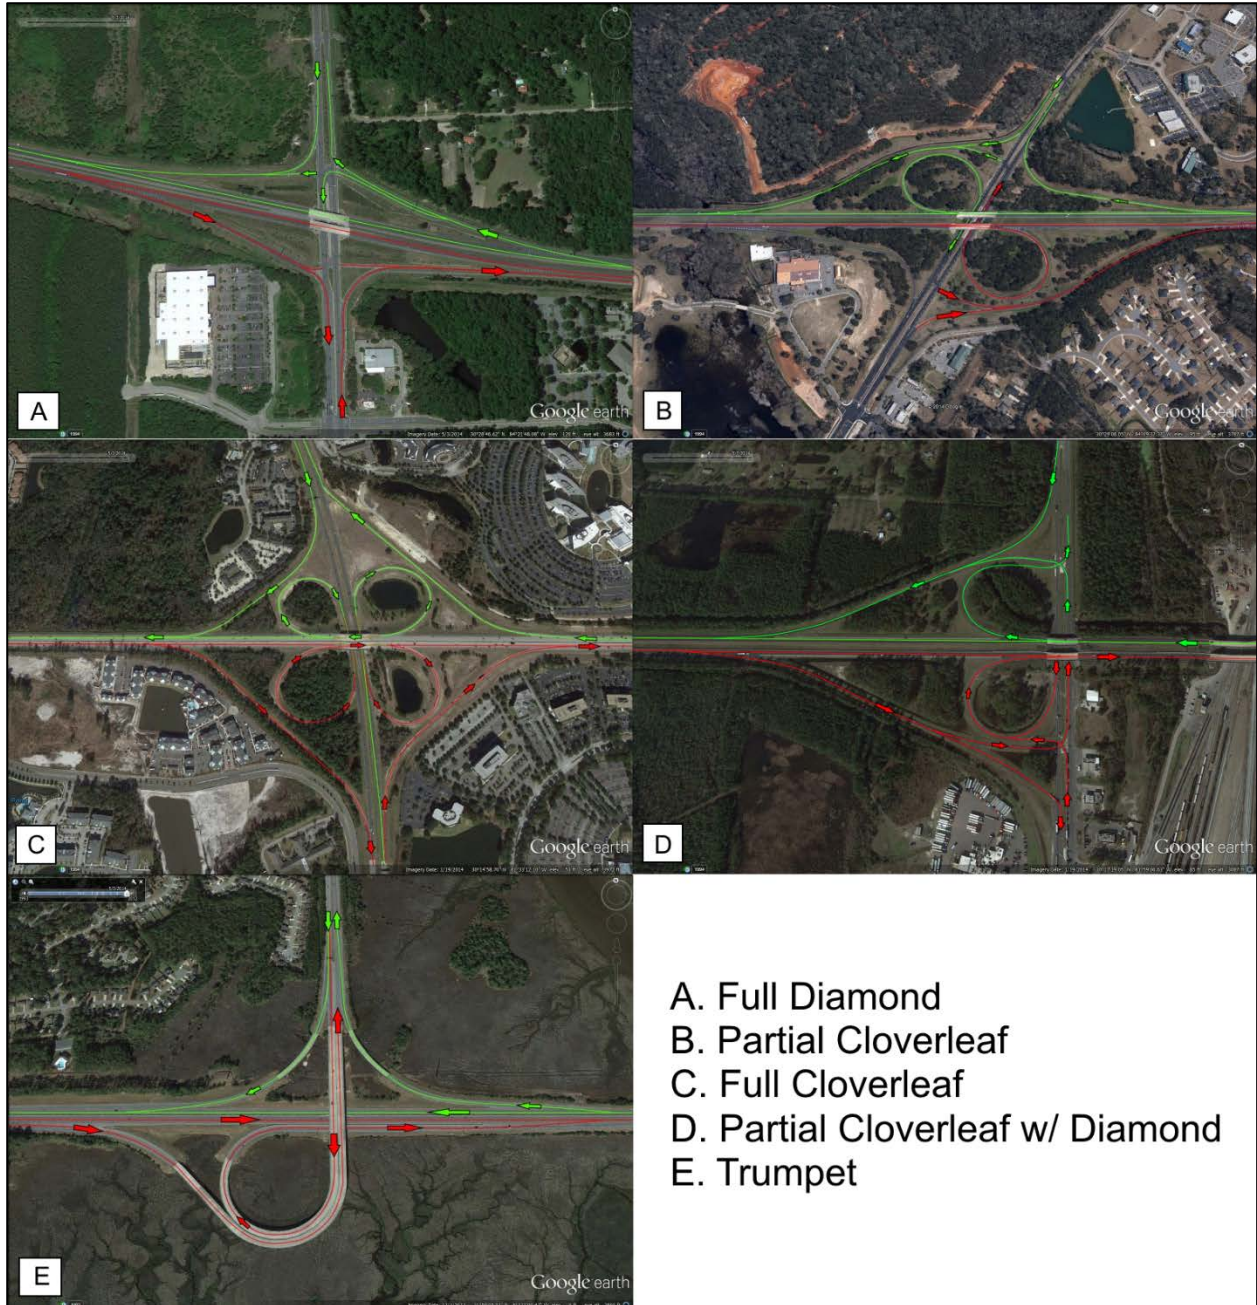 A
Google earth
B
Google earth
C
Google earth
D
Google earth
E
Google earth
A. Full Diamond
B. Partial Cloverleaf
C. Full Cloverleaf
D. Partial Cloverleaf w/ Diamond
E. Trumpet